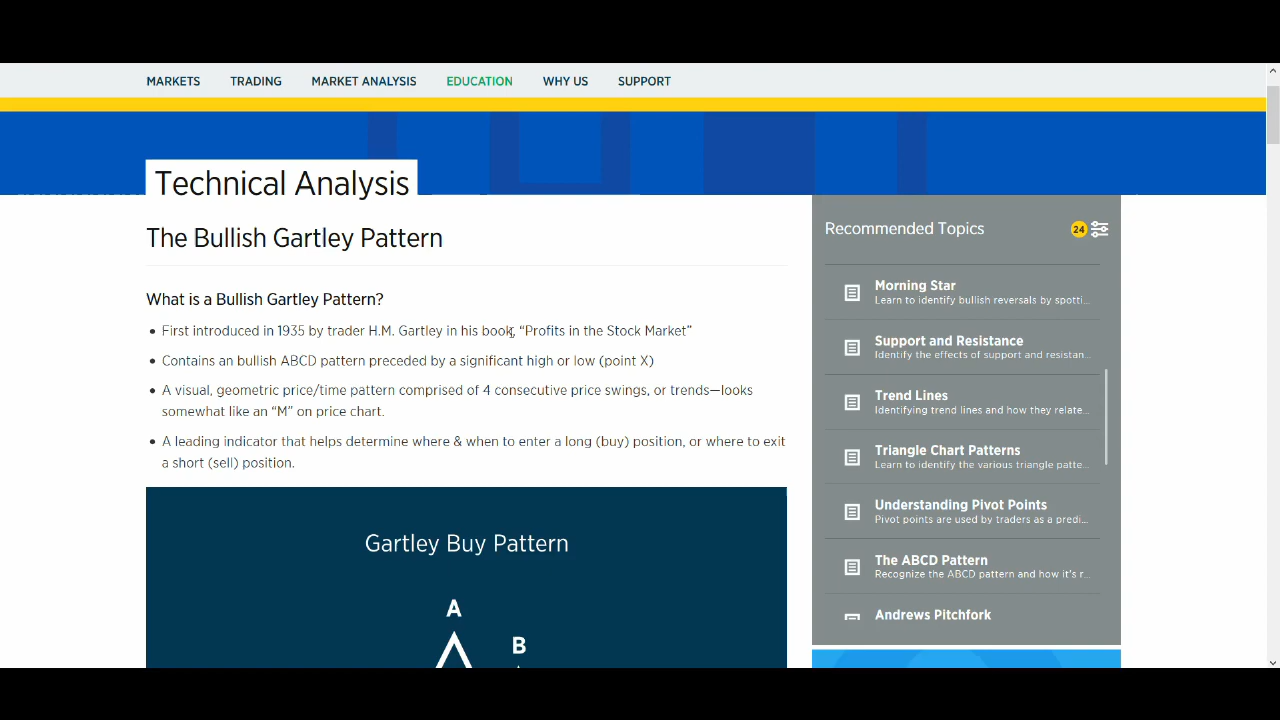 MARKETS TRADING MARKET ANALYSIS EDUCATION WHY US SUPPORT
Technical Analysis
The Bullish Gartley Pattern
What is a Bullish Gartley Pattern?
• First introduced in 1935 by trader H.M. Gartley in his book, “Profits in the Stock Market”
• Contains an bullish ABCD pattern preceded by a significant high or low (point X)
• A visual, geometric price/time pattern comprised of 4 consecutive price swings, or trends—looks
somewhat like an “M” on price chart.
• A leading indicator that helps determine where & when to enter a long (buy) position, or where to exit
a short (sell) position.
Gartley Buy Pattern
A
B
Recommended Topics 24
Morning Star
Learn to identify bullish reversals by spotti...
Support and Resistance
Identify the effects of support and resistan...
Trend Lines
Identifying trend lines and how they relate...
Triangle Chart Patterns
Learn to identify the various triangle patte...
Understanding Pivot Points
Pivot points are used by traders as a predi...
The ABCD Pattern
Recognize the ABCD pattern and how it's r...
Andrews Pitchfork